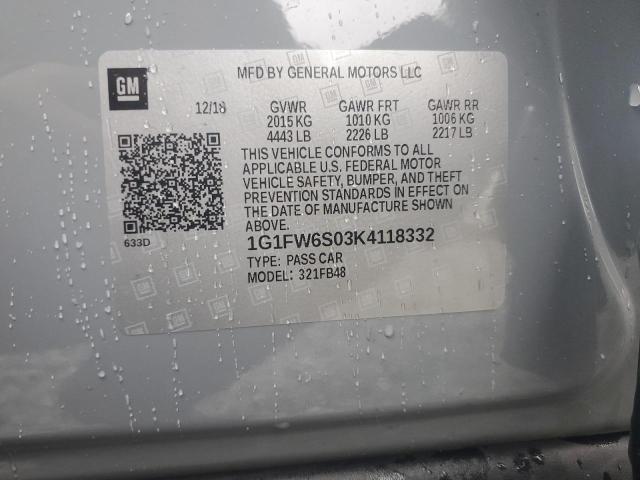 GM
MFD BY GENERAL MOTORS LLC
12/18 GVWR GAWR FRT GAWR RR
2015 KG 1010 KG 1006 KG
4443 LB 2226 LB 2217 LB
THIS VEHICLE CONFORMS TO ALL
APPLICABLE U.S. FEDERAL MOTOR
VEHICLE SAFETY, BUMPER, AND THEFT
PREVENTION STANDARDS IN EFFECT ON
THE DATE OF MANUFACTURE SHOWN
ABOVE.
633D
1G1FW6S03K4118332
TYPE: PASS CAR
MODEL: 321FB48